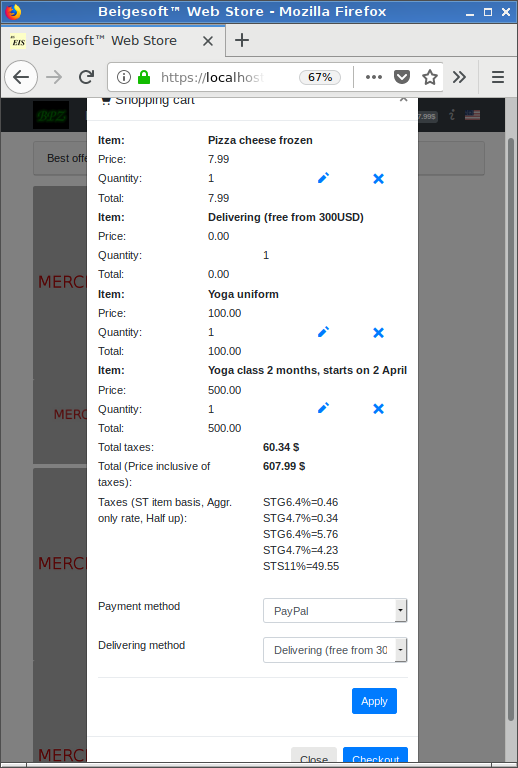 Beigesoft™ Web Store - Mozilla Firefox
EIS Beigesoft™ Web Store
https://localhos 67%
BPZ 7.99$
Shopping cart
Best offe
MERC
Item: Pizza cheese frozen
Price: 7.99
Quantity: 1
Total: 7.99
Item: Delivering (free from 300USD)
Price: 0.00
Quantity: 1
Total: 0.00
Item: Yoga uniform
Price: 100.00
Quantity: 1
Total: 100.00
Item: Yoga class 2 months, starts on 2 April
Price: 500.00
MERC
Quantity: 1
Total: 500.00
Total taxes: 60.34 $
Total (Price inclusive of
taxes): 607.99 $
Taxes (ST item basis, Aggr.
only rate, Half up):
STG6.4%=0.46
STG4.7%=0.34
STG6.4%=5.76
STG4.7%=4.23
STS11%=49.55
MERC
Payment method PayPal
Delivering method Delivering (free from 30
Apply
MERC
Close Checkout